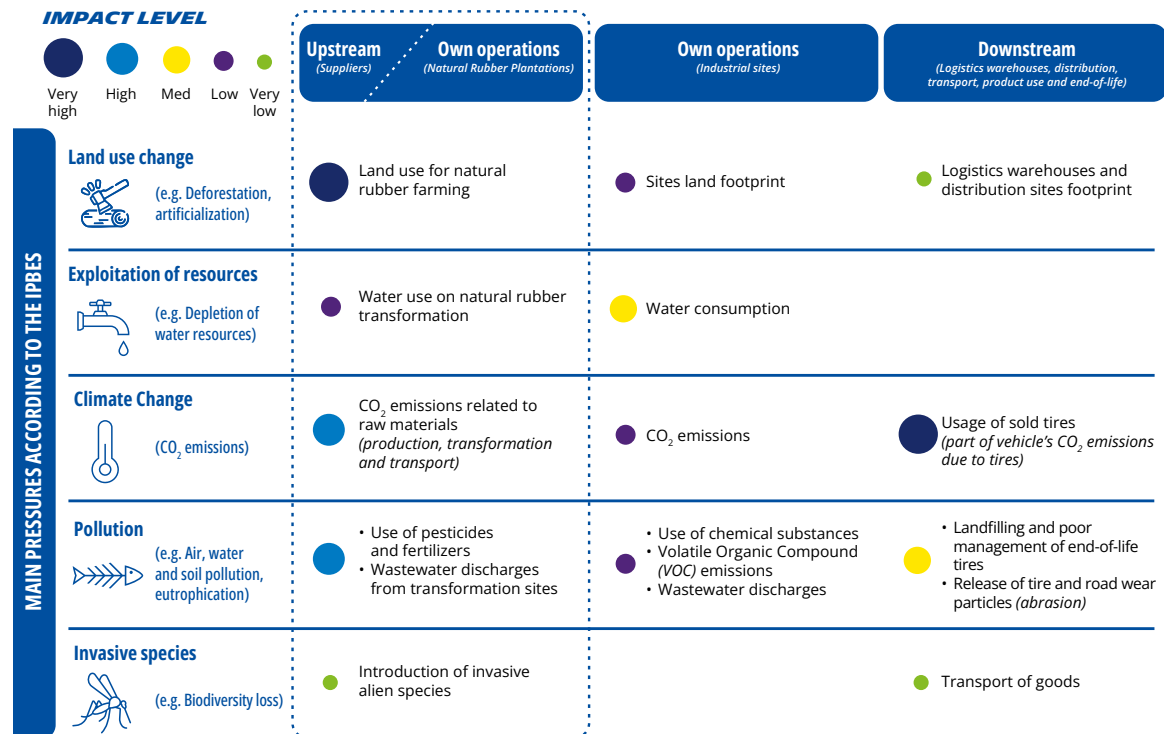 IMPACT LEVEL
Very
high
High
Med
Low
Very
low
Upstream
(Suppliers)
Own operations
(Natural Rubber Plantations)
Own operations
(Industrial sites)
Downstream
(Logistics warehouses, distribution,
transport, product use and end-of-life)
MAIN PRESSURES ACCORDING TO THE IPBES
Land use change
(e.g. Deforestation,
artificialization)
Land use for natural
rubber farming
Sites land footprint
Logistics warehouses and
distribution sites footprint
Exploitation of resources
(e.g. Depletion of
water resources)
Water use on natural rubber
transformation
Water consumption
Climate Change
(CO₂ emissions)
CO₂ emissions related to
raw materials
(production, transformation
and transport)
CO₂ emissions
Usage of sold tires
(part of vehicle's CO₂ emissions
due to tires)
Pollution
(e.g. Air, water
and soil pollution,
eutrophication)
• Use of pesticides
and fertilizers
• Wastewater discharges
from transformation sites
• Use of chemical substances
• Volatile Organic Compound
(VOC) emissions
• Wastewater discharges
• Landfilling and poor
management of end-of-life
tires
• Release of tire and road wear
particles (abrasion)
Invasive species
(e.g. Biodiversity loss)
Introduction of invasive
alien species
Transport of goods